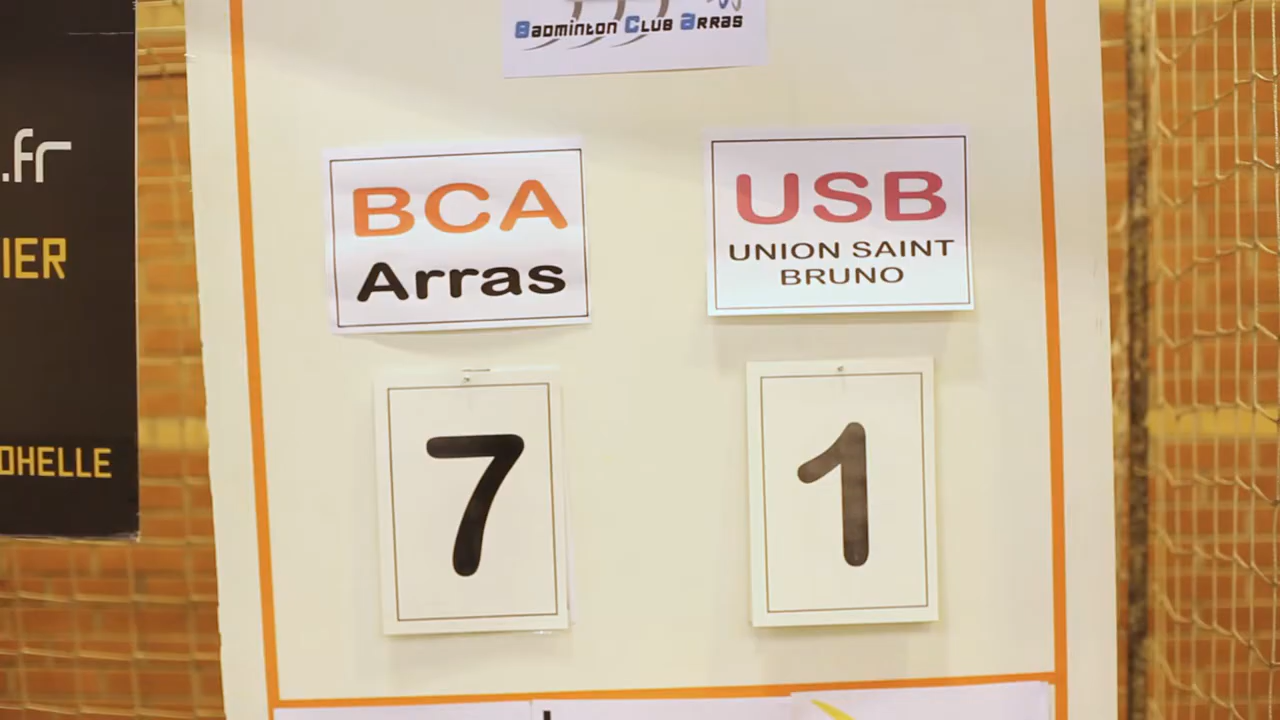 Badminton Club Arras
.fr
IER
OHELLE
BCA
Arras
USB
UNION SAINT
BRUNO
7
1